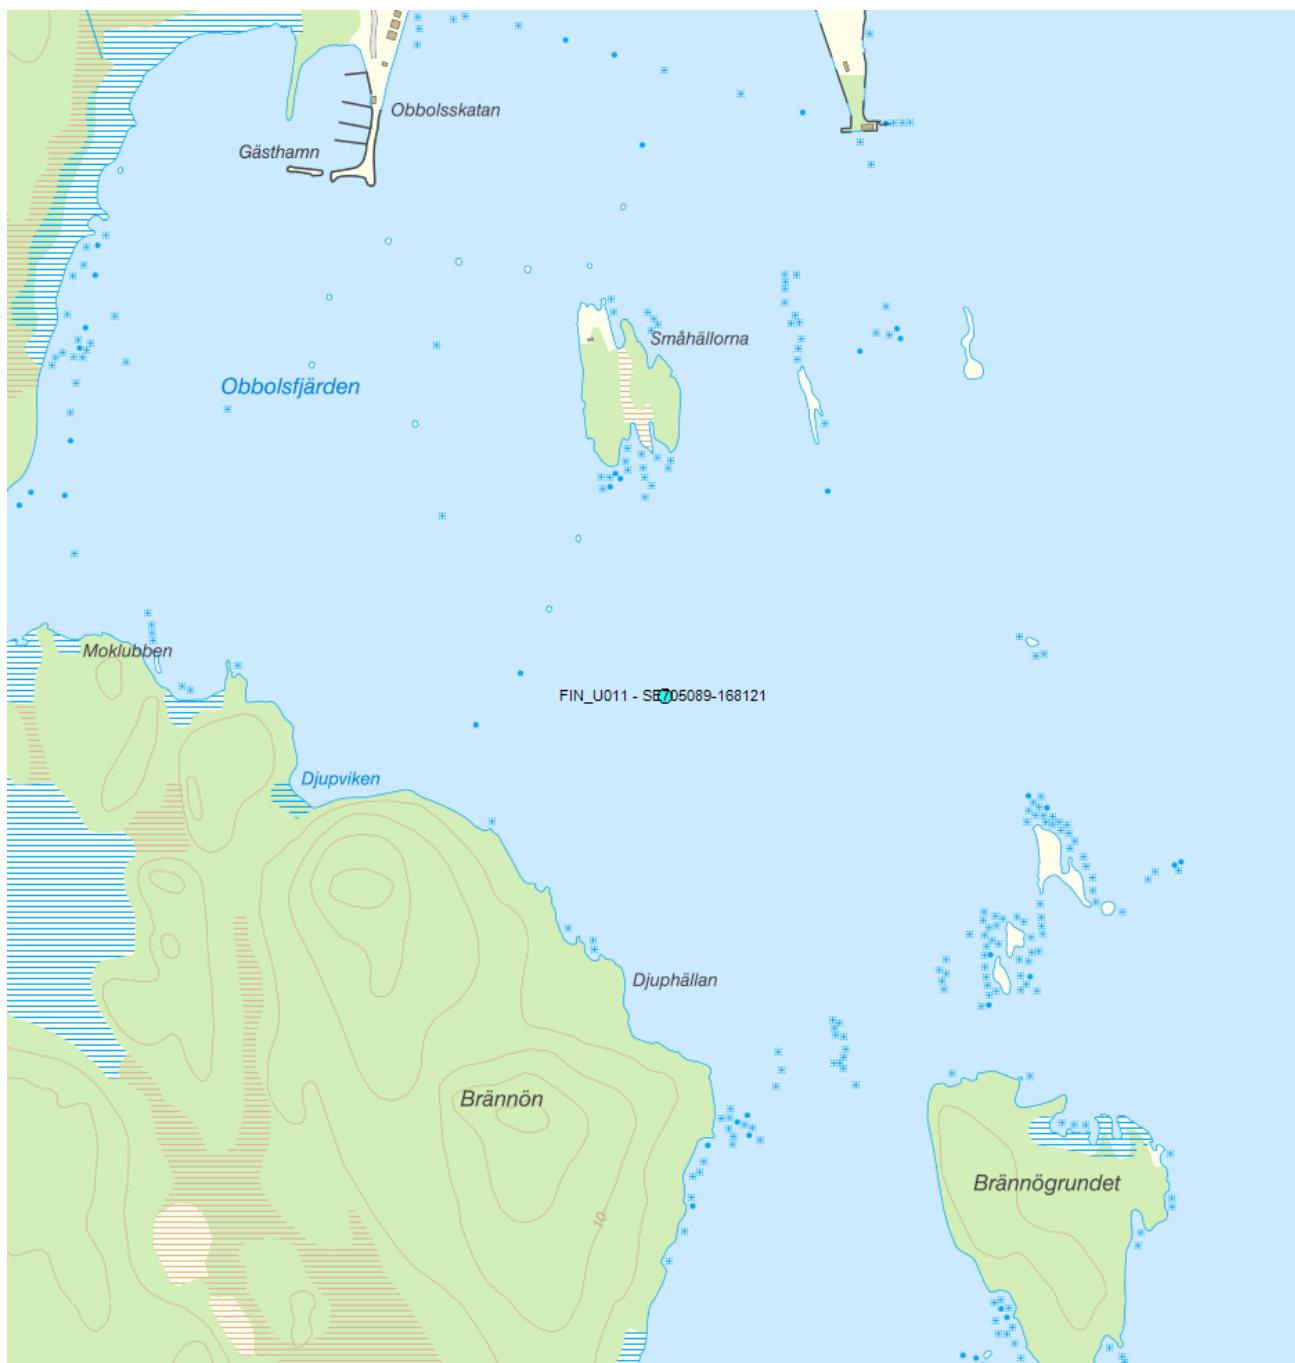 Obbolsskatan
Gästhamn
Småhällorna
Obbolsfjärden
Moklubben
FIN_U011 - SE705089-168121
Djupviken
Djuphällan
Brännön
Brännögrundet
10